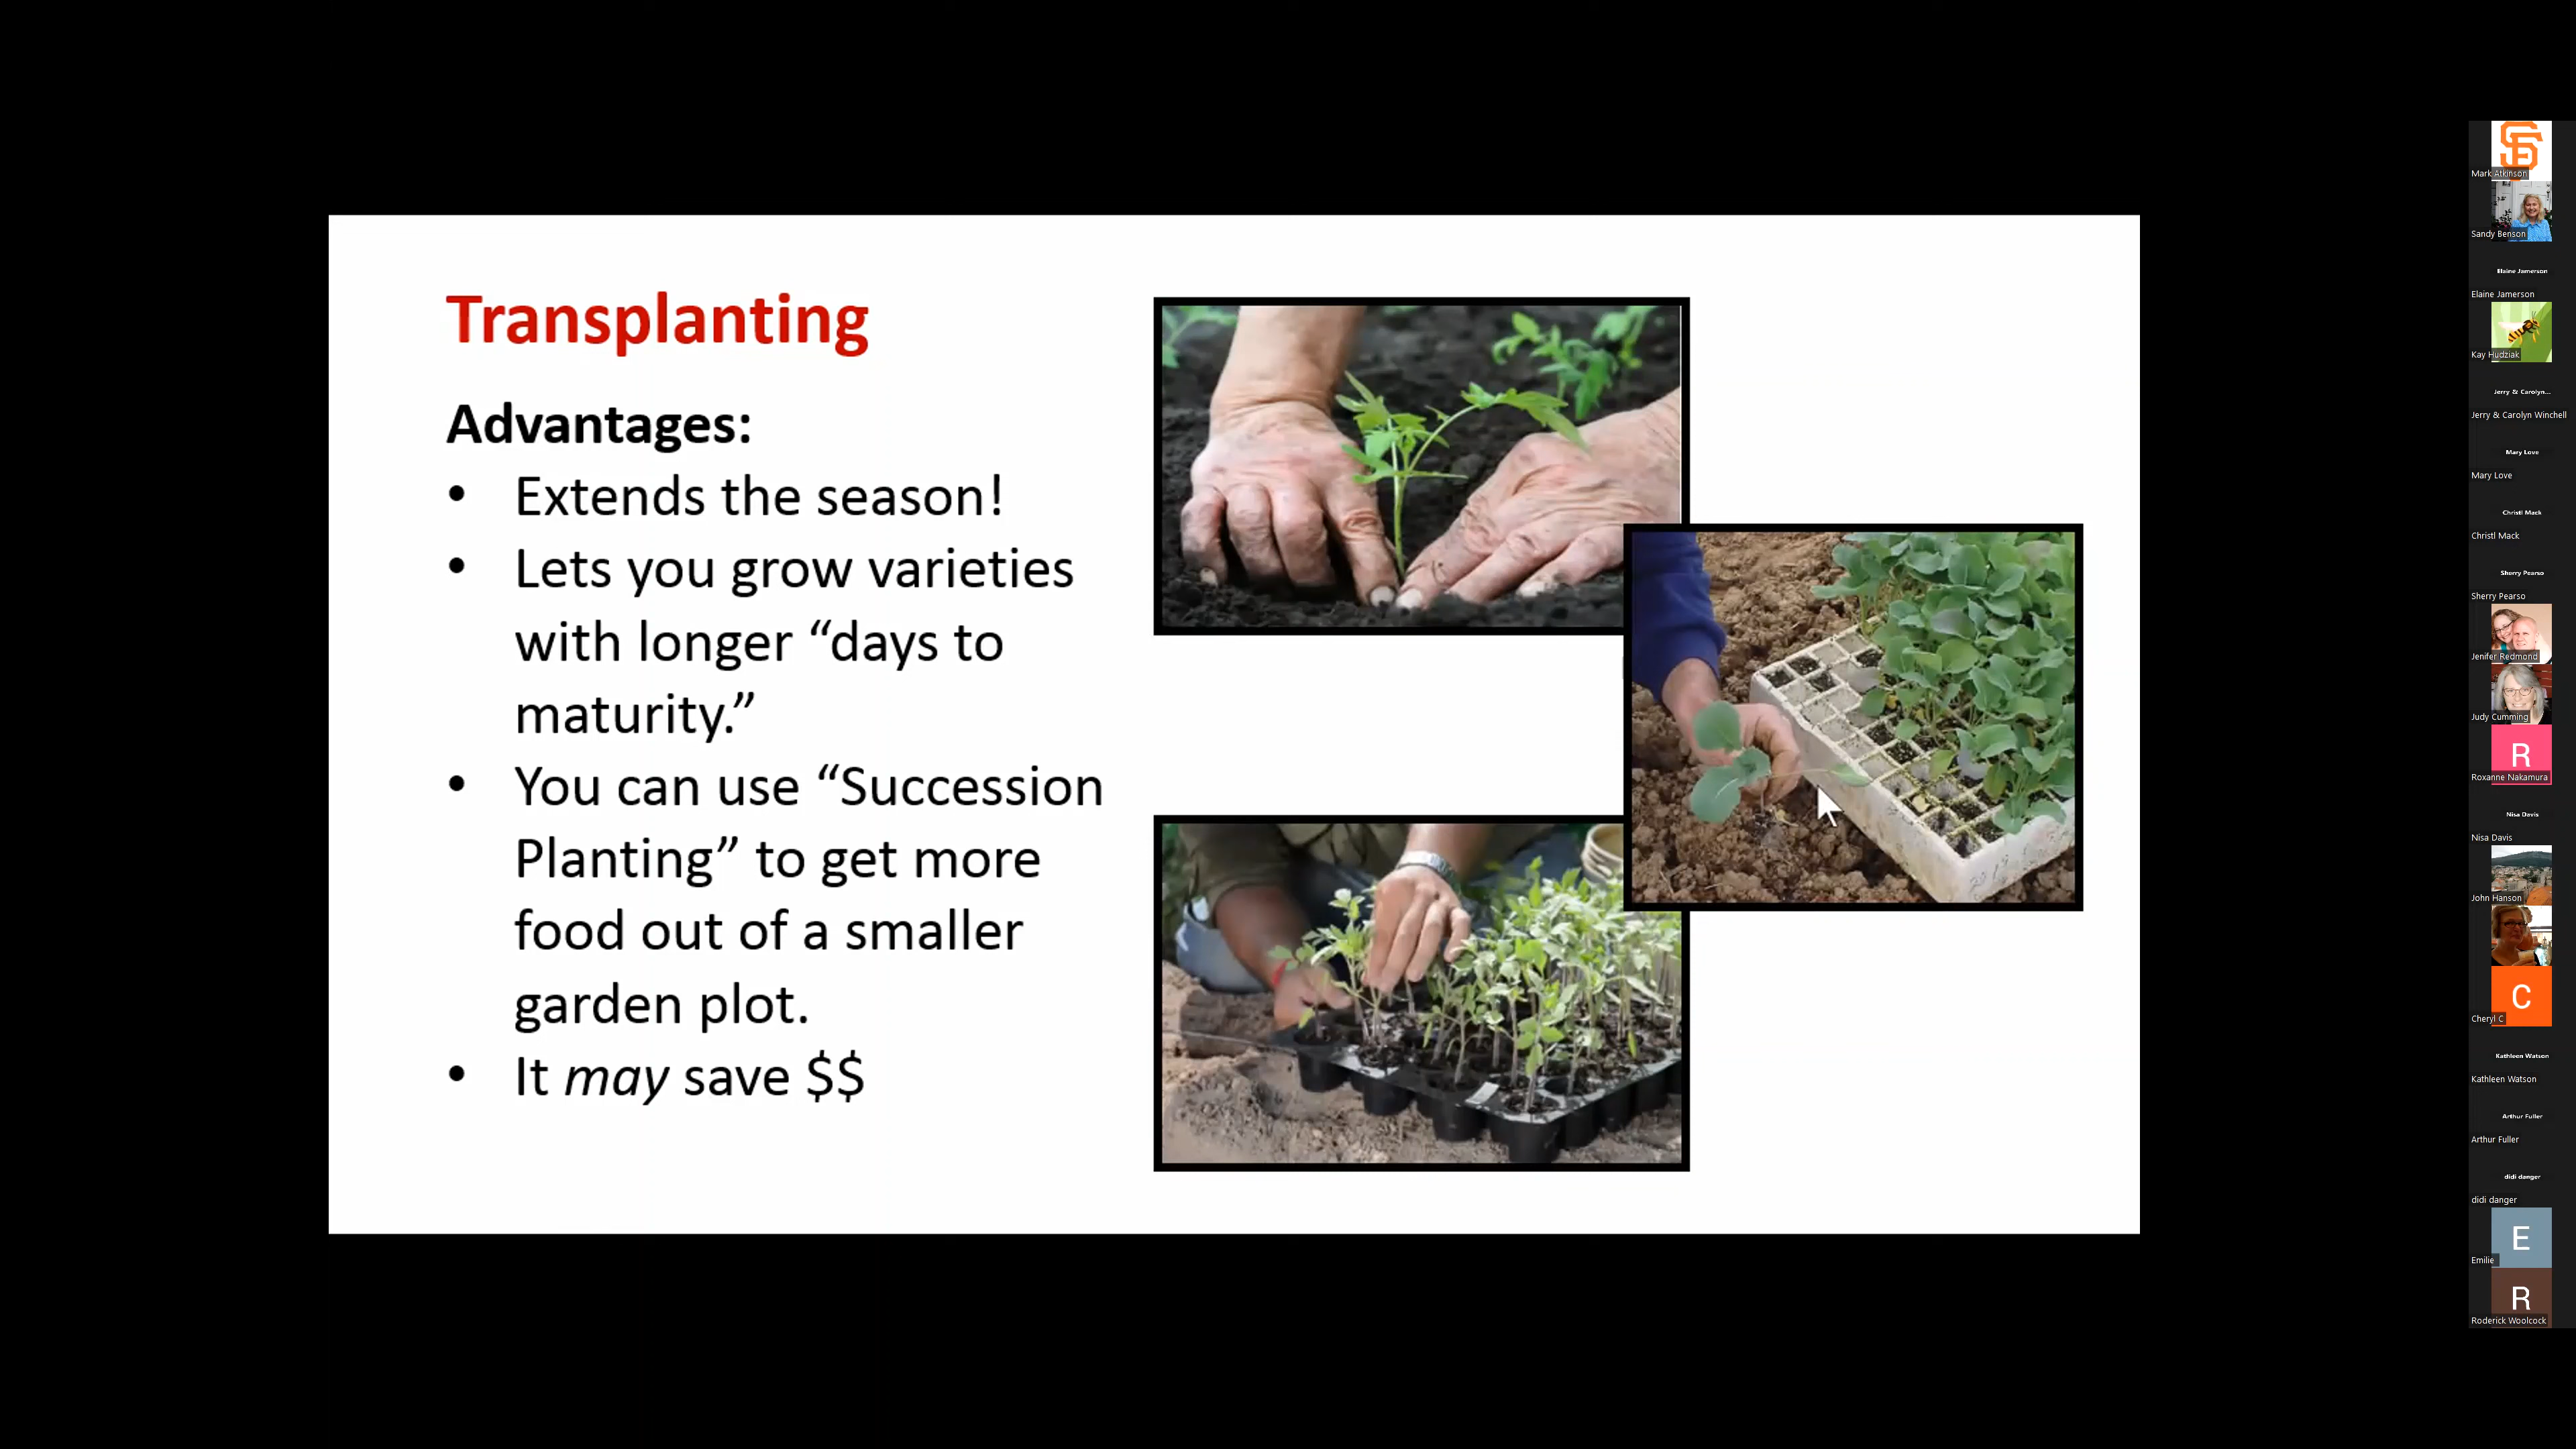 Transplanting
Advantages:
• Extends the season!
• Lets you grow varieties
with longer “days to
maturity.”
• You can use “Succession
Planting” to get more
food out of a smaller
garden plot.
• It may save $$
SF
Mark Atkinson
Sandy Benson
Elaine Jamerson
Elaine Jamerson
Kay Hudziak
Jerry & Carolyn...
Jerry & Carolyn Winchell
Mary Love
Mary Love
Christl Mack
Christl Mack
Sherry Pearso
Sherry Pearso
Jenifer Redmond
Judy Cumming
R
Roxanne Nakamura
Nisa Davis
Nisa Davis
John Hanson
C
Cheryl C
Kathleen Watson
Kathleen Watson
Arthur Fuller
Arthur Fuller
didi danger
didi danger
E
Emilie
R
Roderick Woolcock